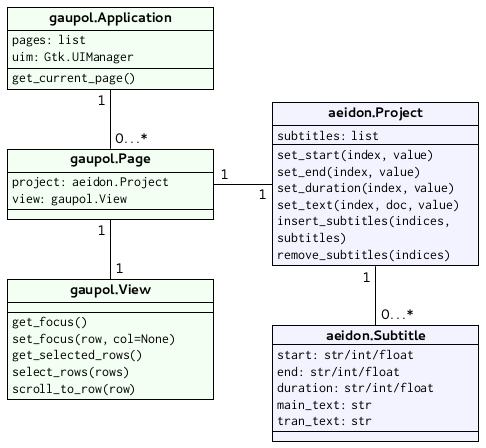 gaupol.Application
pages: list
uim: Gtk.UIManager
get_current_page()
1
0...*
gaupol.Page
project: aeidon.Project
view: gaupol.View
1
1
1
1
gaupol.View
get_focus()
set_focus(row, col=None)
get_selected_rows()
select_rows(rows)
scroll_to_row(row)
aeidon.Project
subtitles: list
set_start(index, value)
set_end(index, value)
set_duration(index, value)
set_text(index, doc, value)
insert_subtitles(indices,
subtitles)
remove_subtitles(indices)
1
0...*
aeidon.Subtitle
start: str/int/float
end: str/int/float
duration: str/int/float
main_text: str
tran_text: str